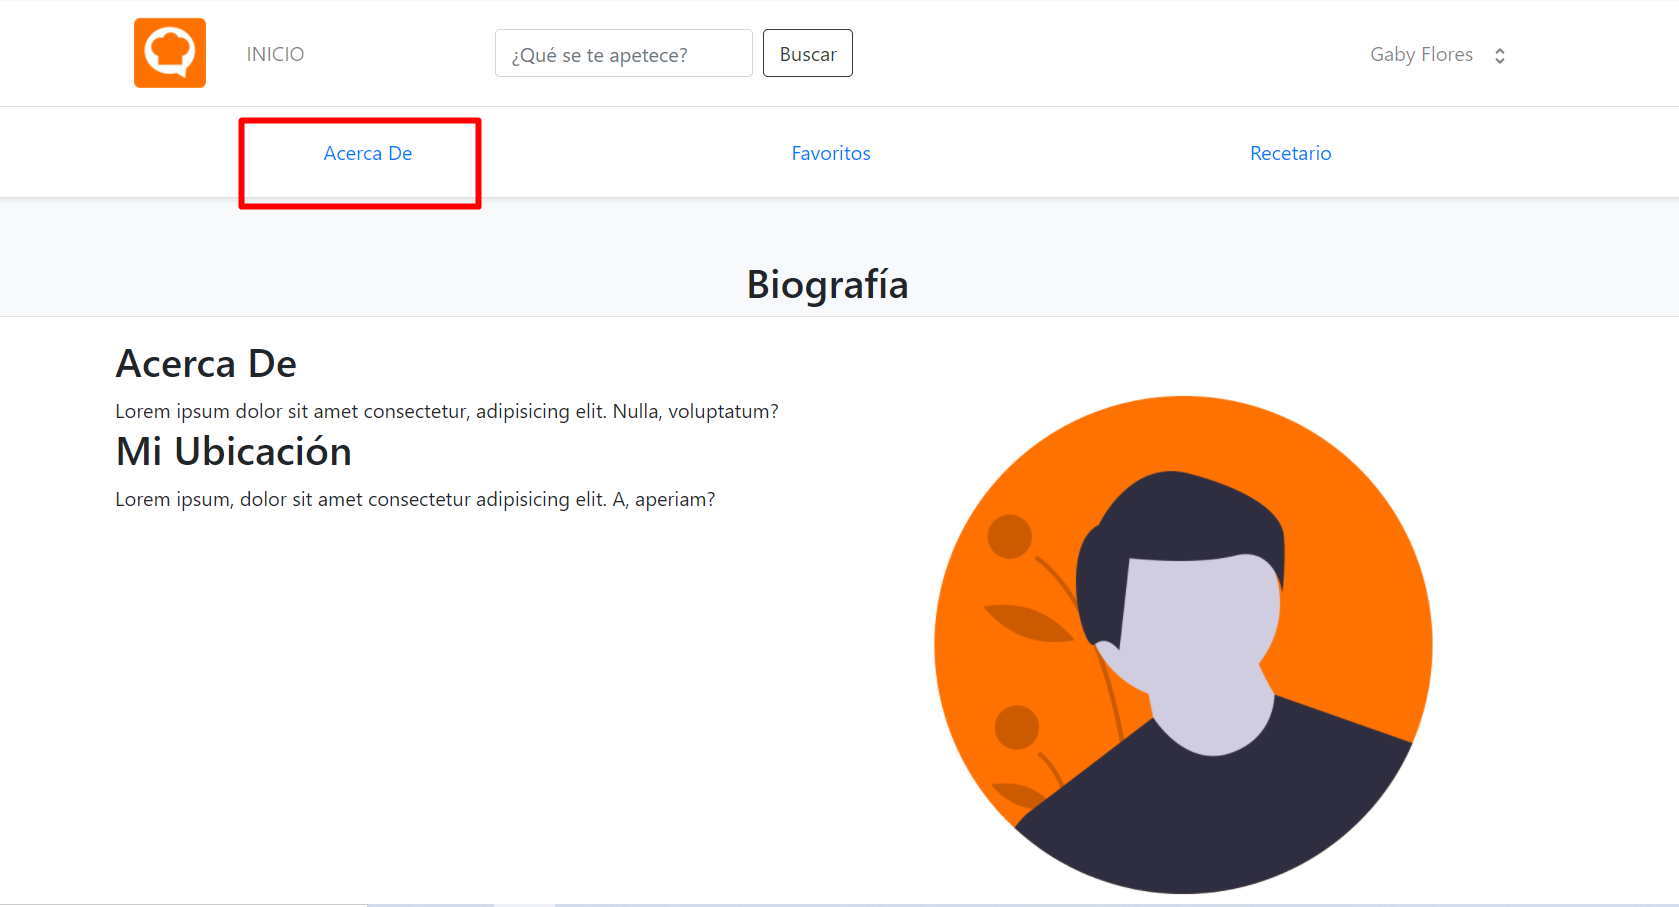 INICIO
¿Qué se te apetece?
Buscar
Gaby Flores
Acerca De
Favoritos
Recetario
Biografía
Acerca De
Lorem ipsum dolor sit amet consectetur, adipisicing elit. Nulla, voluptatum?
Mi Ubicación
Lorem ipsum, dolor sit amet consectetur adipisicing elit. A, aperiam?